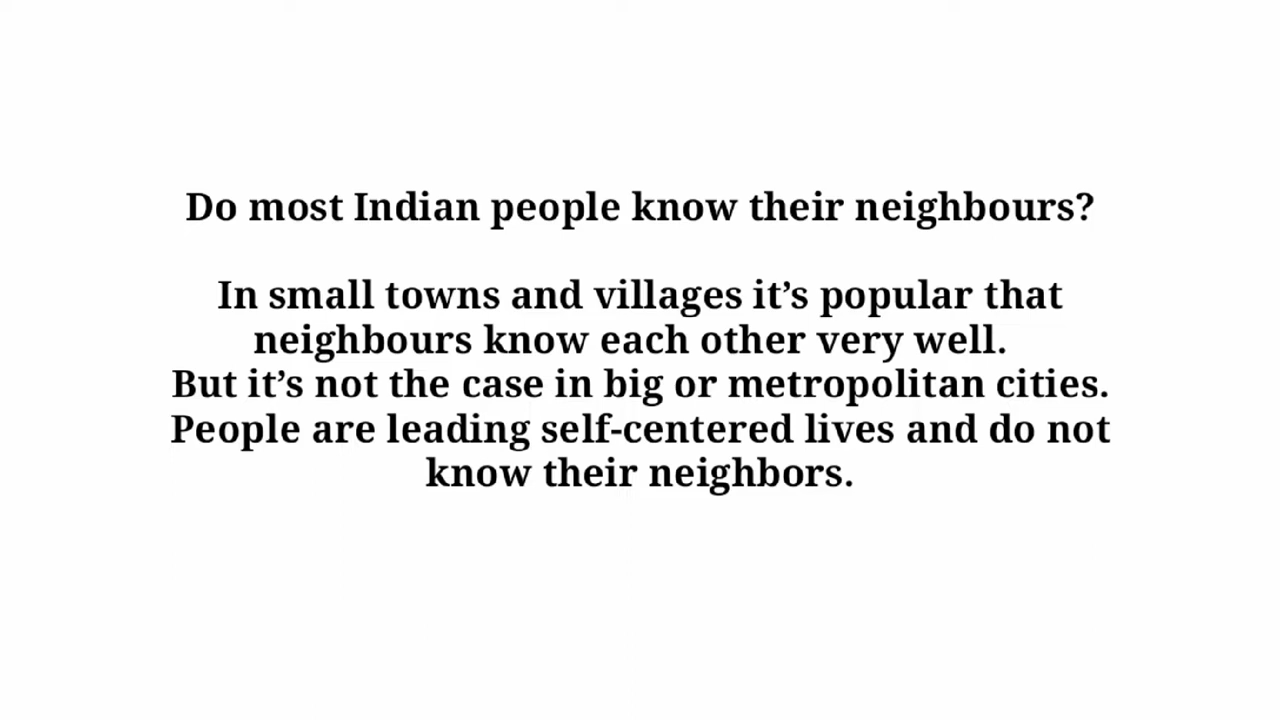 Do most Indian people know their neighbours?
In small towns and villages it’s popular that
neighbours know each other very well.
But it’s not the case in big or metropolitan cities.
People are leading self-centered lives and do not
know their neighbors.